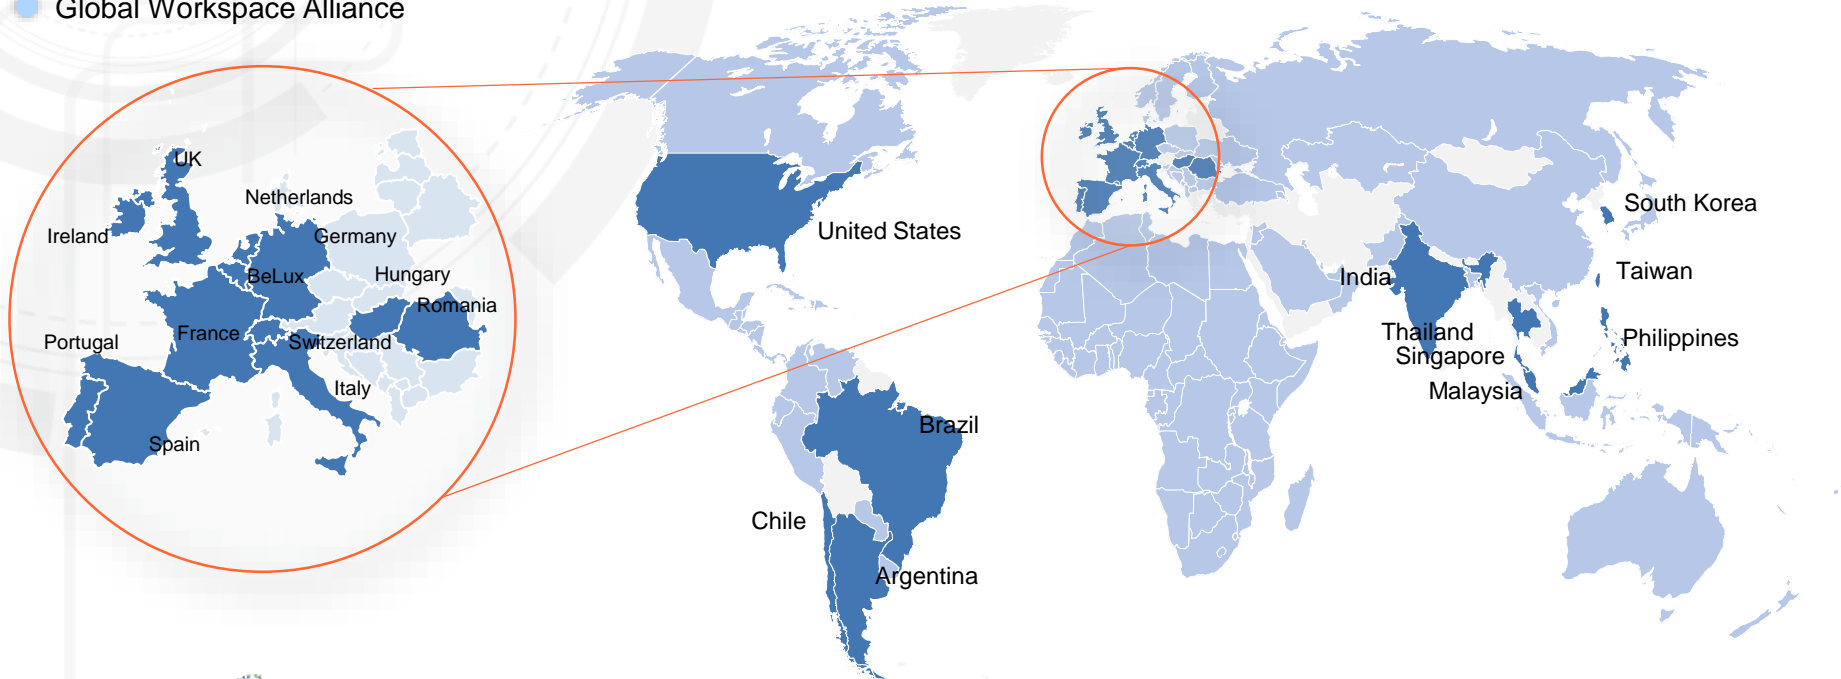 Global Workspace Alliance
UK
Netherlands
Ireland
Germany
BeLux
Hungary
Romania
France
Switzerland
Portugal
Italy
Spain
United States
Brazil
Chile
Argentina
South Korea
India
Taiwan
Thailand
Philippines
Singapore
Malaysia